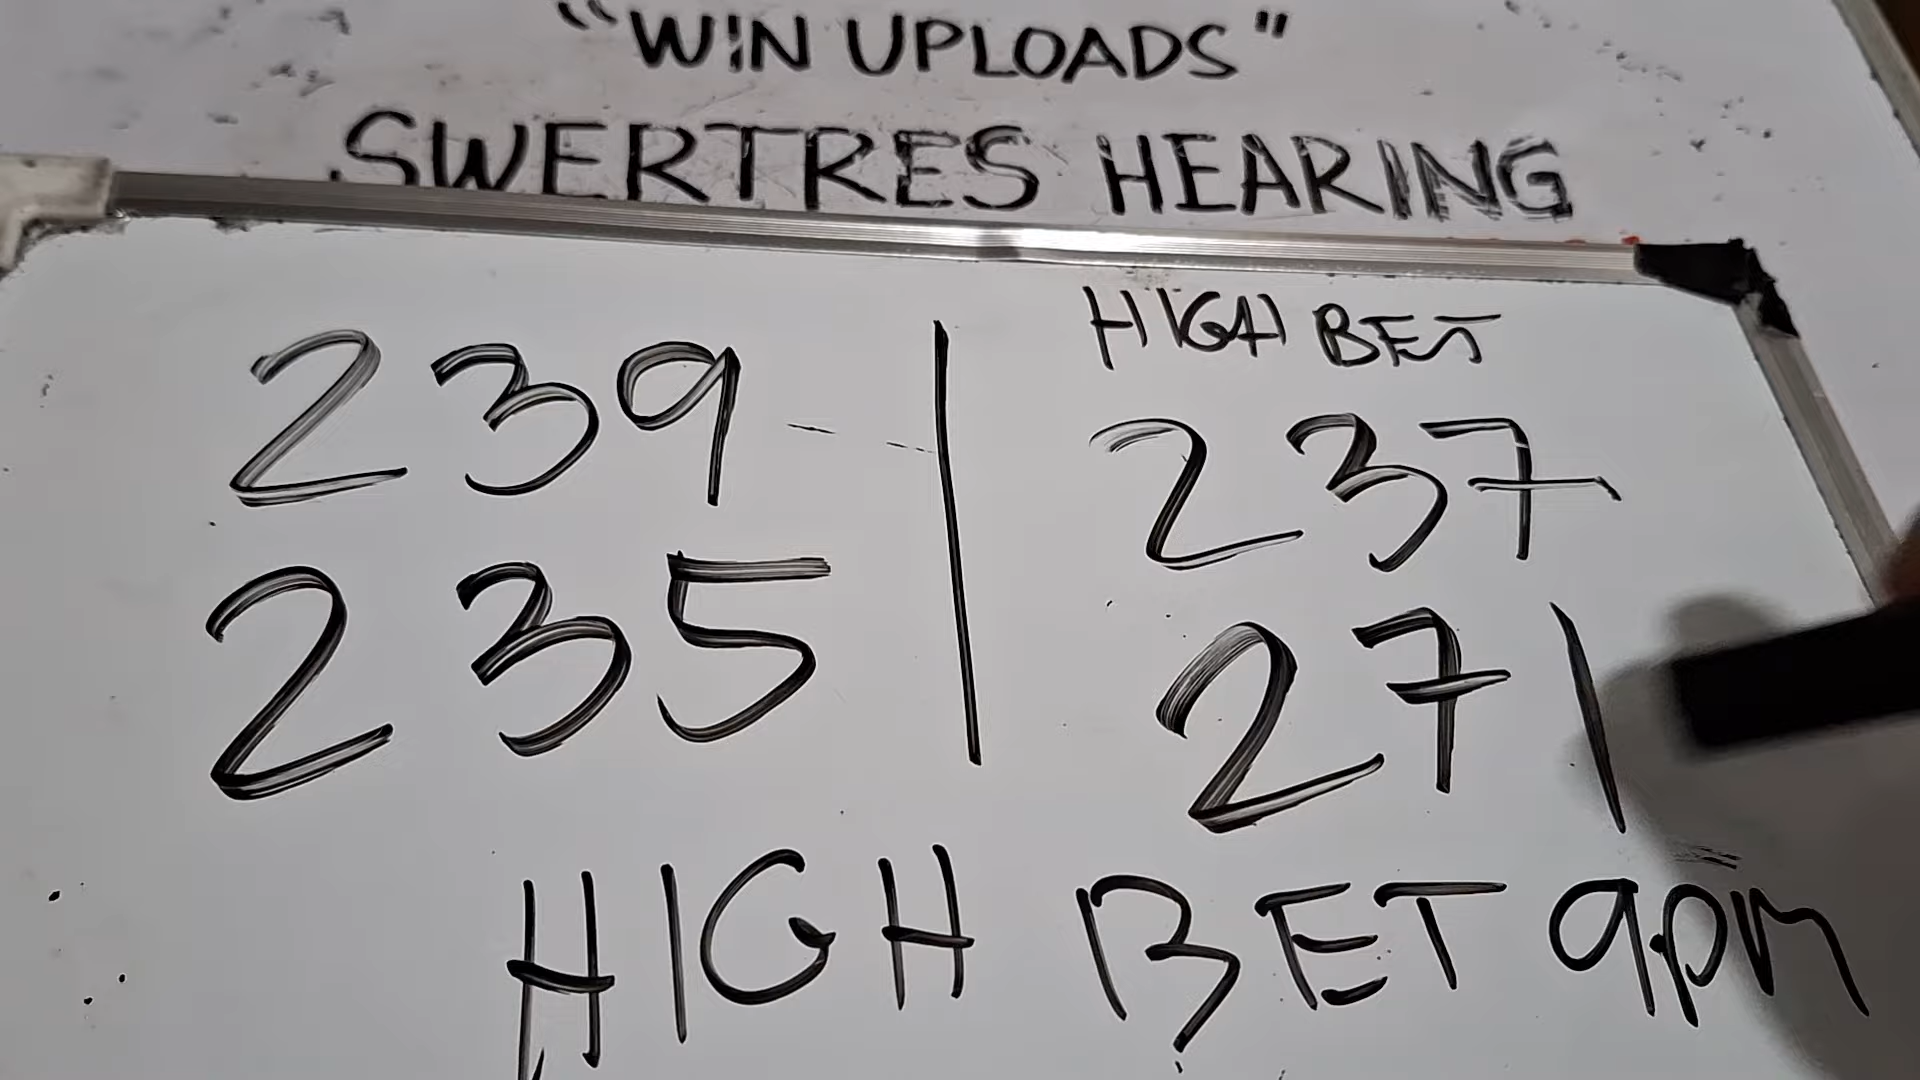 "WIN UPLOADS"
SWERTRES HEARING
HIGH BET
239 | 237
235 | 271
HIGH BET 9pm